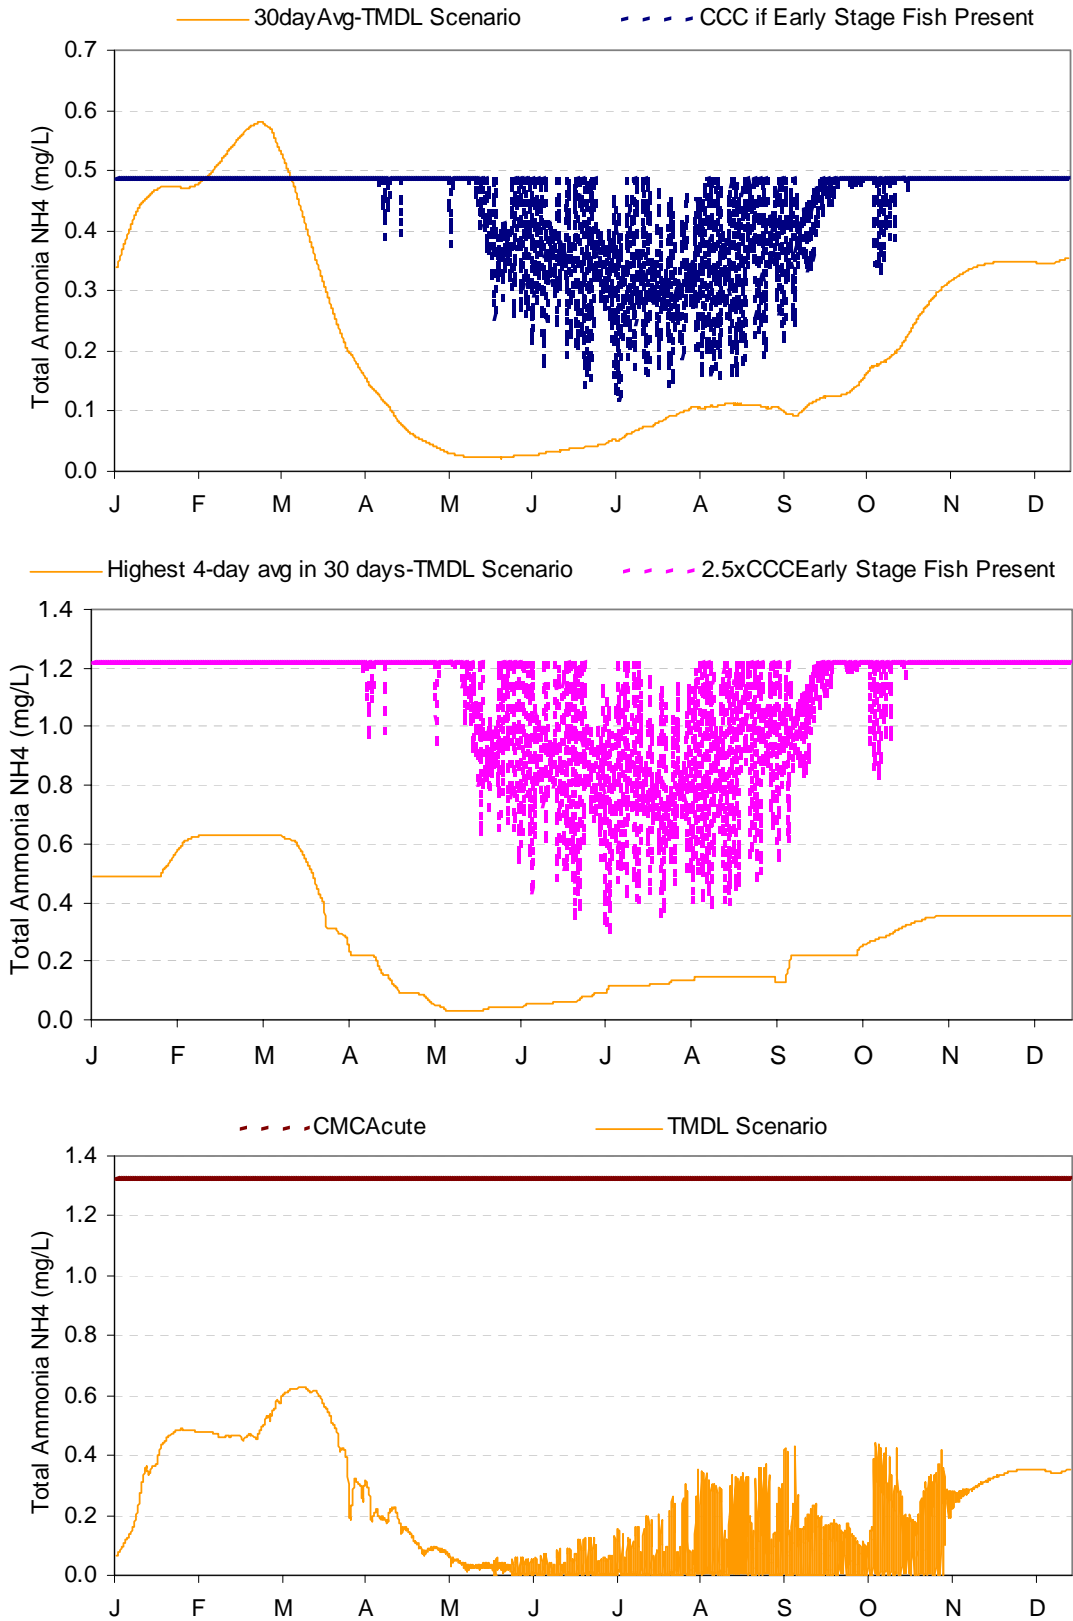 30dayAvg-TMDL Scenario CCC if Early Stage Fish Present
0.7
0.6
0.5
0.4
0.3
0.2
0.1
0.0
Total Ammonia NH4 (mg/L)
J F M A M J J A S O N D
Highest 4-day avg in 30 days-TMDL Scenario 2.5xCCCEarly Stage Fish Present
1.4
1.2
1.0
0.8
0.6
0.4
0.2
0.0
Total Ammonia NH4 (mg/L)
J F M A M J J A S O N D
CMCAcute TMDL Scenario
1.4
1.2
1.0
0.8
0.6
0.4
0.2
0.0
Total Ammonia NH4 (mg/L)
J F M A M J J A S O N D